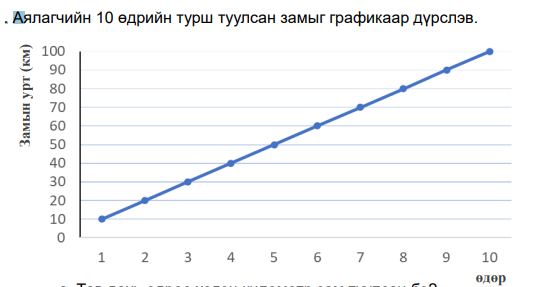 . Аялагчийн 10 өдрийн турш туулсан замыг графикаар дүрслэв.
Замын урт (км)
100
90
80
70
60
50
40
30
20
10
0
1 2 3 4 5 6 7 8 9 10
өдөр